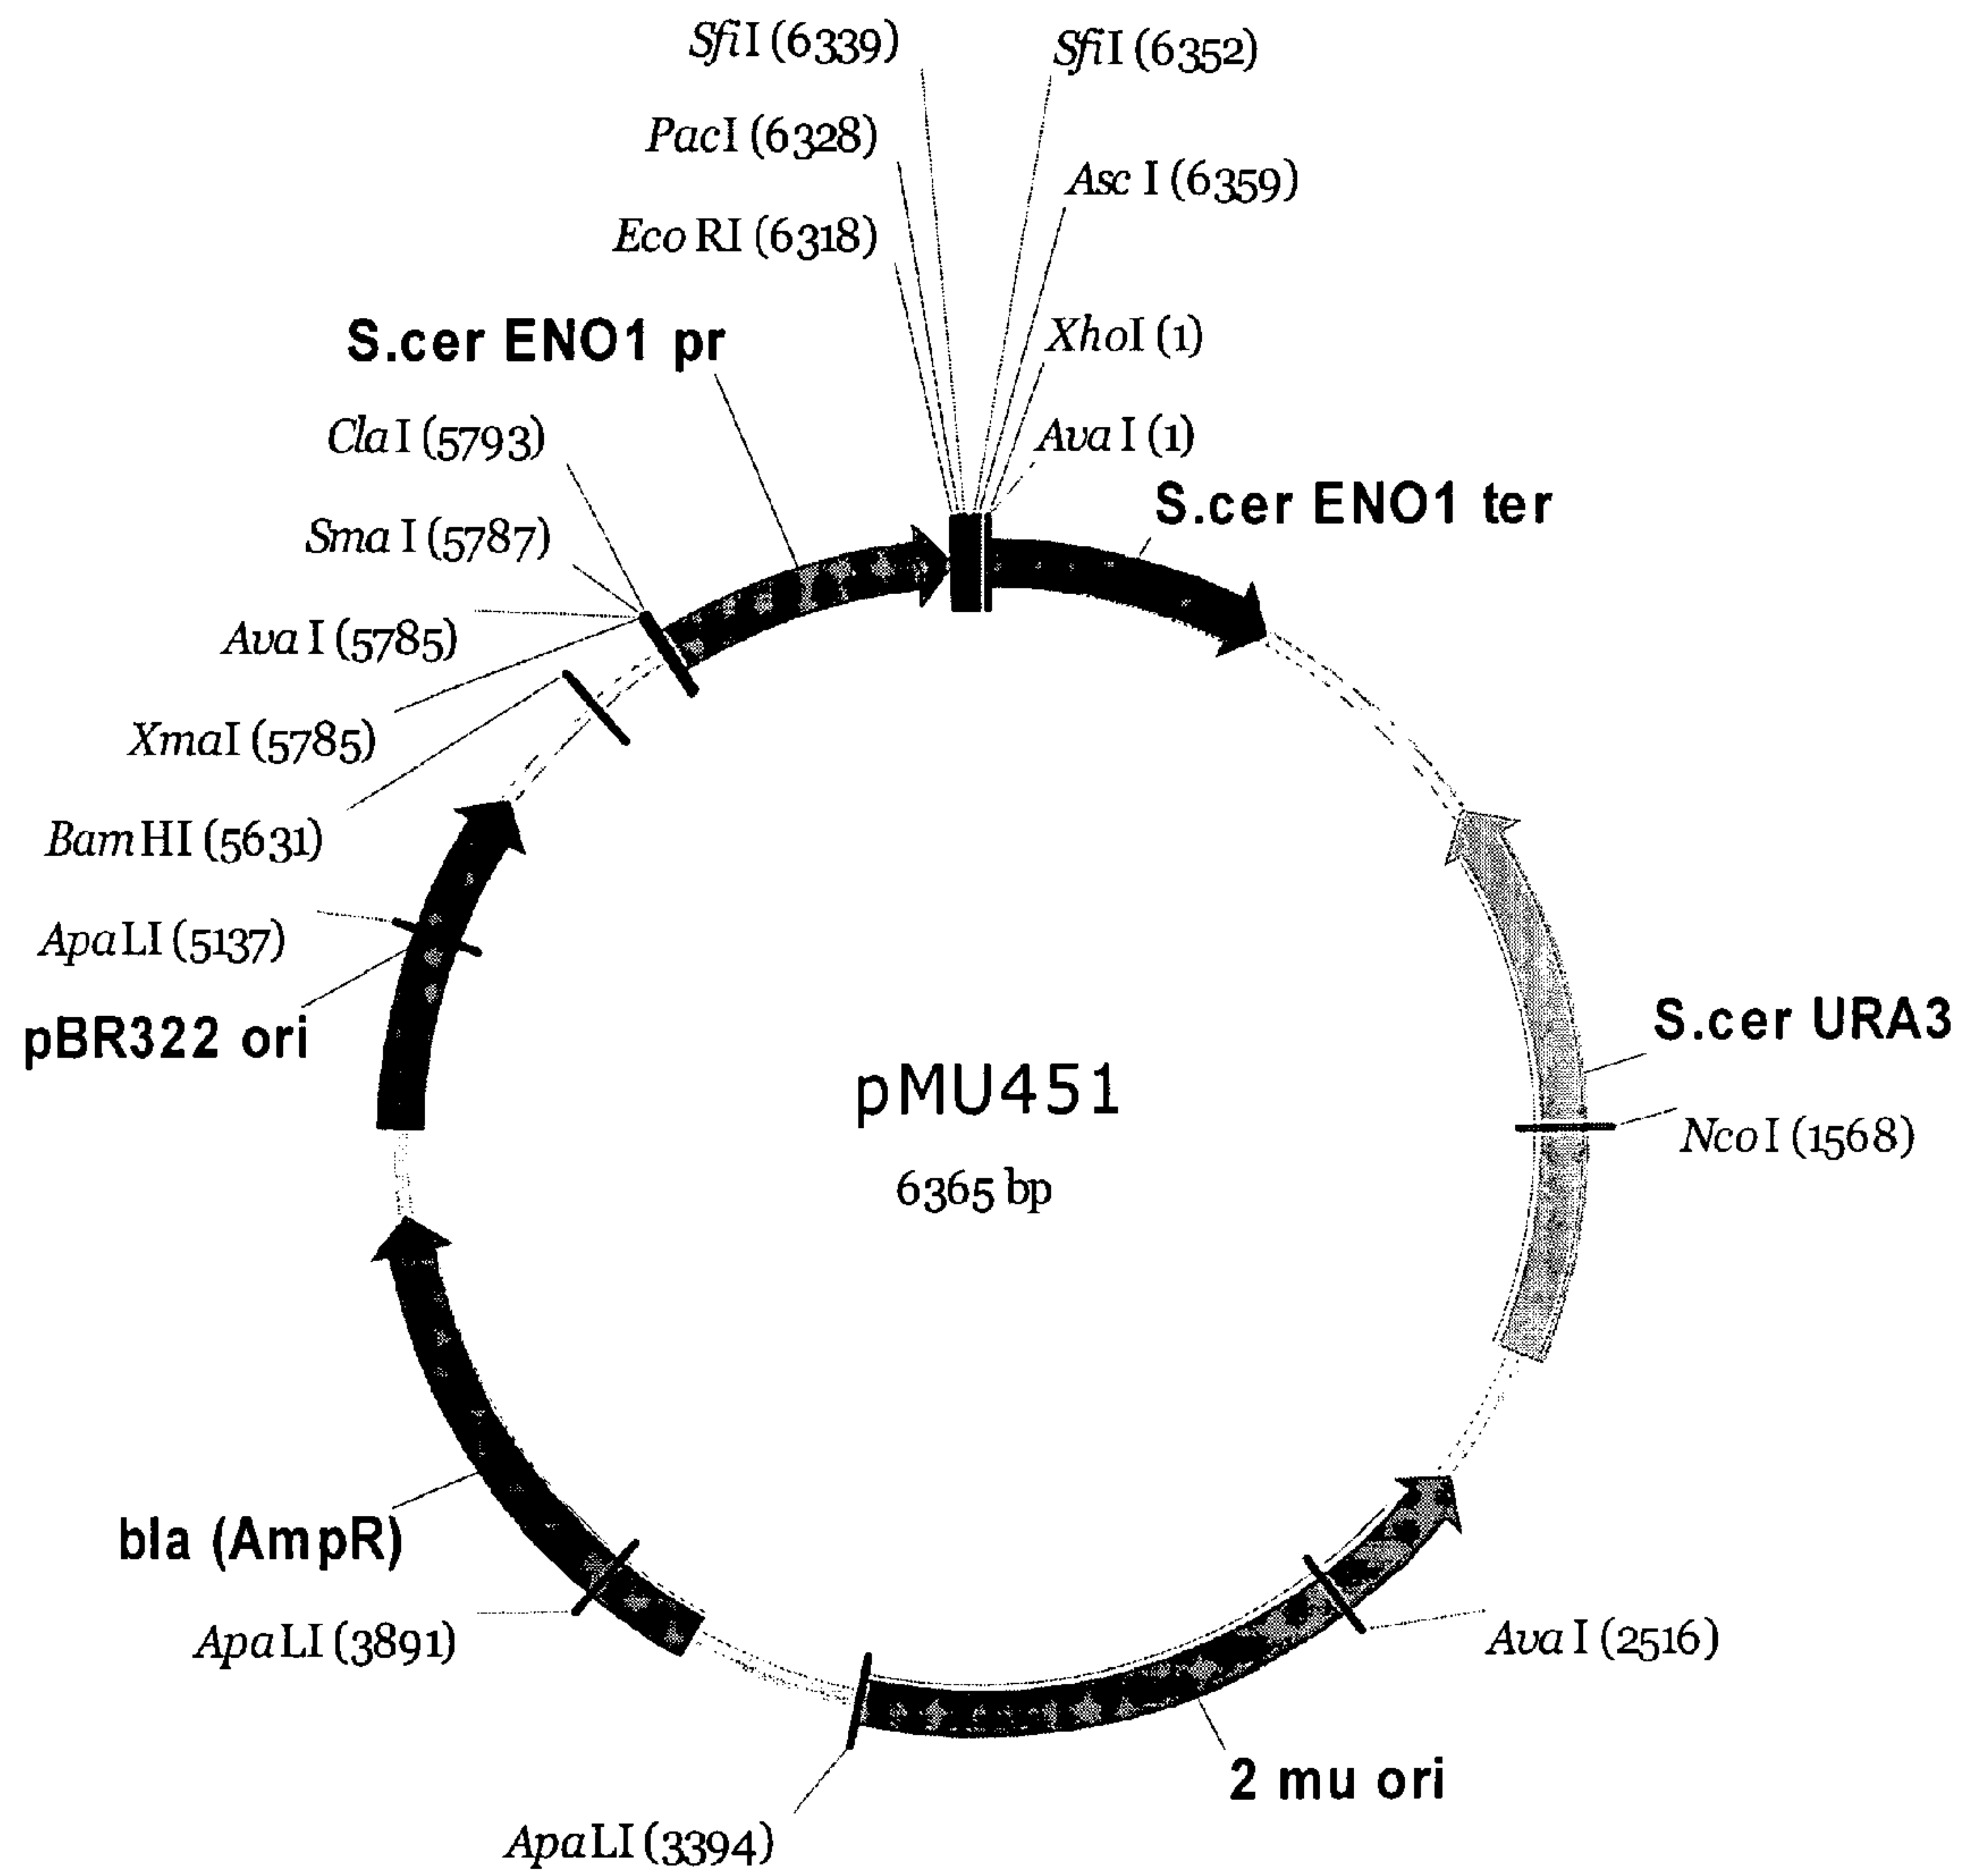 SfiI (6339)
SfiI (6352)
PacI (6328)
Asc I (6359)
Eco RI (6318)
XhoI (1)
S.cer ENO1 pr
Cla I (5793)
Ava I (1)
S.cer ENO1 ter
Sma I (5787)
Ava I (5785)
XmaI (5785)
BamHI (5631)
ApaLI (5137)
pBR322 ori
S.cer URA3
pMU451
NcoI (1568)
6365 bp
bla (AmpR)
ApaLI (3891)
Ava I (2516)
2 mu ori
ApaLI (3394)